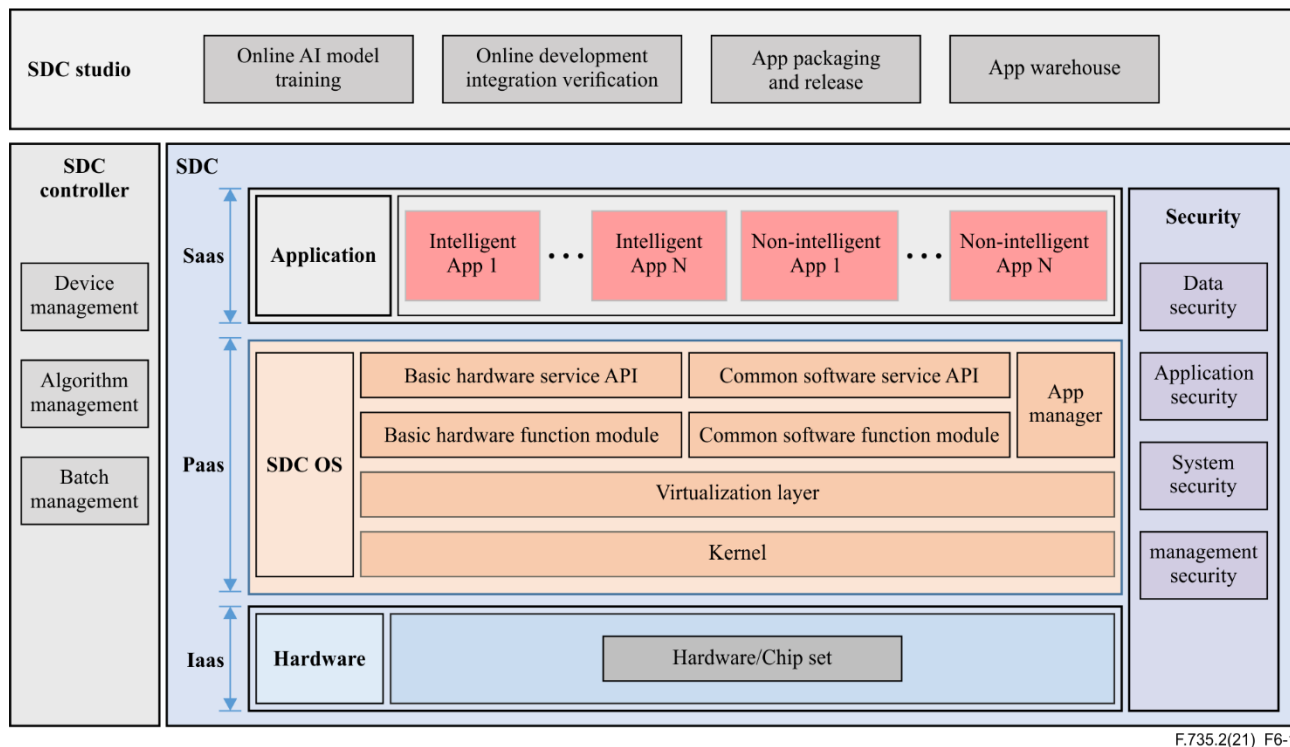 SDC studio
Online AI model
training
Online development
integration verification
App packaging
and release
App warehouse
SDC
controller
Device
management
Algorithm
management
Batch
management
SDC
Saas
Application
Intelligent
App 1
...
Intelligent
App N
Non-intelligent
App 1
...
Non-intelligent
App N
Paas
SDC OS
Basic hardware service API
Common software service API
App
manager
Basic hardware function module
Common software function module
Virtualization layer
Kernel
Iaas
Hardware
Hardware/Chip set
Security
Data
security
Application
security
System
security
management
security
F.735.2(21)